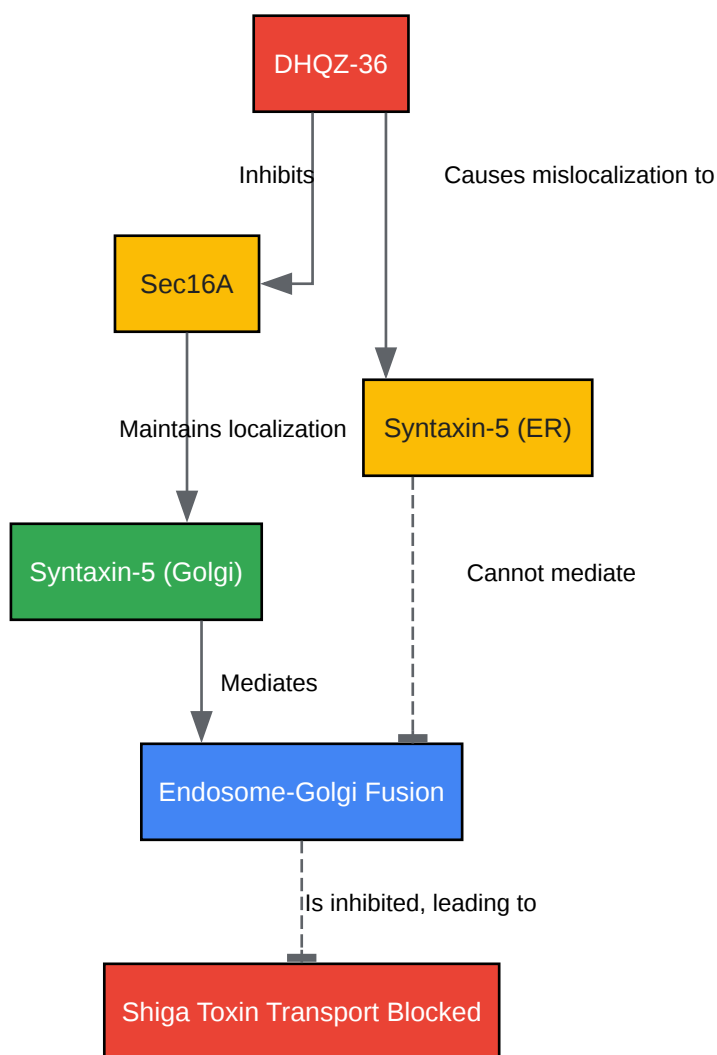 DHQZ-36
Inhibits
Causes mislocalization to
Sec16A
Maintains localization
Syntaxin-5 (ER)
Syntaxin-5 (Golgi)
Cannot mediate
Mediates
Endosome-Golgi Fusion
Is inhibited, leading to
Shiga Toxin Transport Blocked